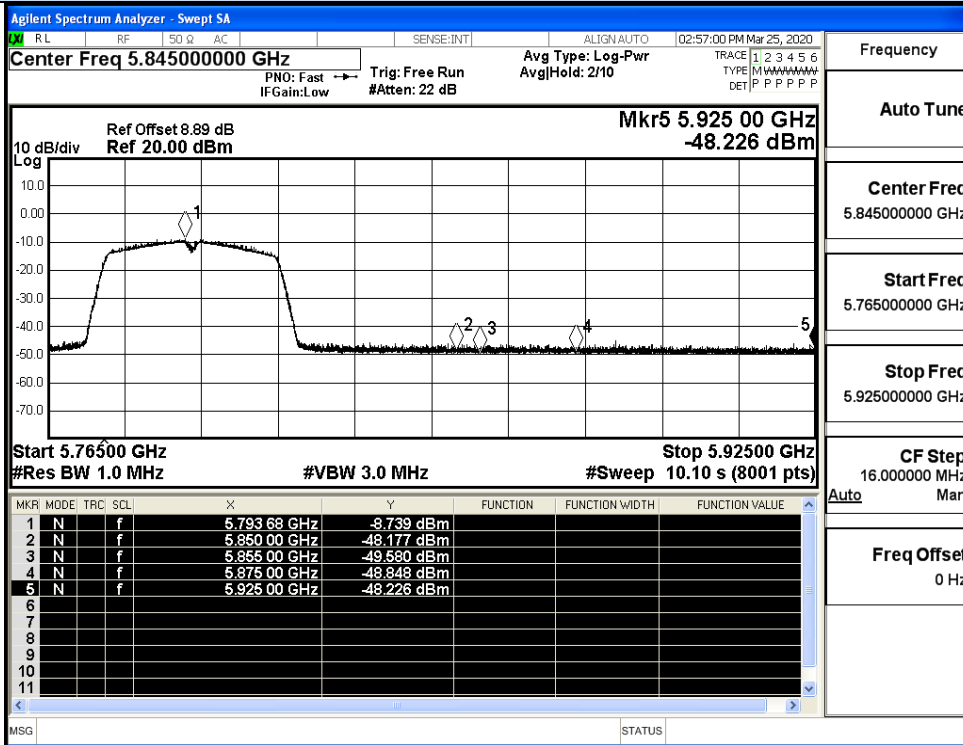 Agilent Spectrum Analyzer - Swept SA
LXI RL RF 50 Ω AC SENSE:INT ALIGN AUTO 02:57:00 PM Mar 25, 2020
Center Freq 5.845000000 GHz
PNO: Fast
IFGain:Low
Trig: Free Run
#Atten: 22 dB
Avg Type: Log-Pwr
Avg|Hold: 2/10
TRACE 1 2 3 4 5 6
TYPE M
DET P P P P P P
Mkr5 5.925 00 GHz
-48.226 dBm
Ref Offset 8.89 dB
10 dB/div Ref 20.00 dBm
Log
10.0
0.00
-10.0
-20.0
-30.0
-40.0
-50.0
-60.0
-70.0
1
2
3
4
5
Start 5.76500 GHz Stop 5.92500 GHz
#Res BW 1.0 MHz #VBW 3.0 MHz #Sweep 10.10 s (8001 pts)
MKR MODE TRC SCL X Y FUNCTION FUNCTION WIDTH FUNCTION VALUE
1 N f 5.793 68 GHz -8.739 dBm
2 N f 5.850 00 GHz -48.177 dBm
3 N f 5.855 00 GHz -49.580 dBm
4 N f 5.875 00 GHz -48.848 dBm
5 N f 5.925 00 GHz -48.226 dBm
6
7
8
9
10
11
MSG STATUS
Frequency
Auto Tune
Center Freq
5.845000000 GHz
Start Freq
5.765000000 GHz
Stop Freq
5.925000000 GHz
CF Step
16.000000 MHz
Auto Man
Freq Offset
0 Hz